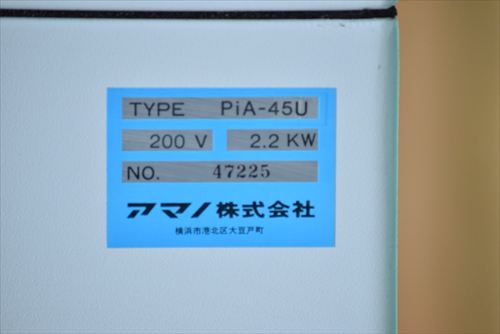 TYPE PiA-45U
200 V 2.2 KW
NO. 47225
アマノ株式会社
横浜市港北区大豆戸町